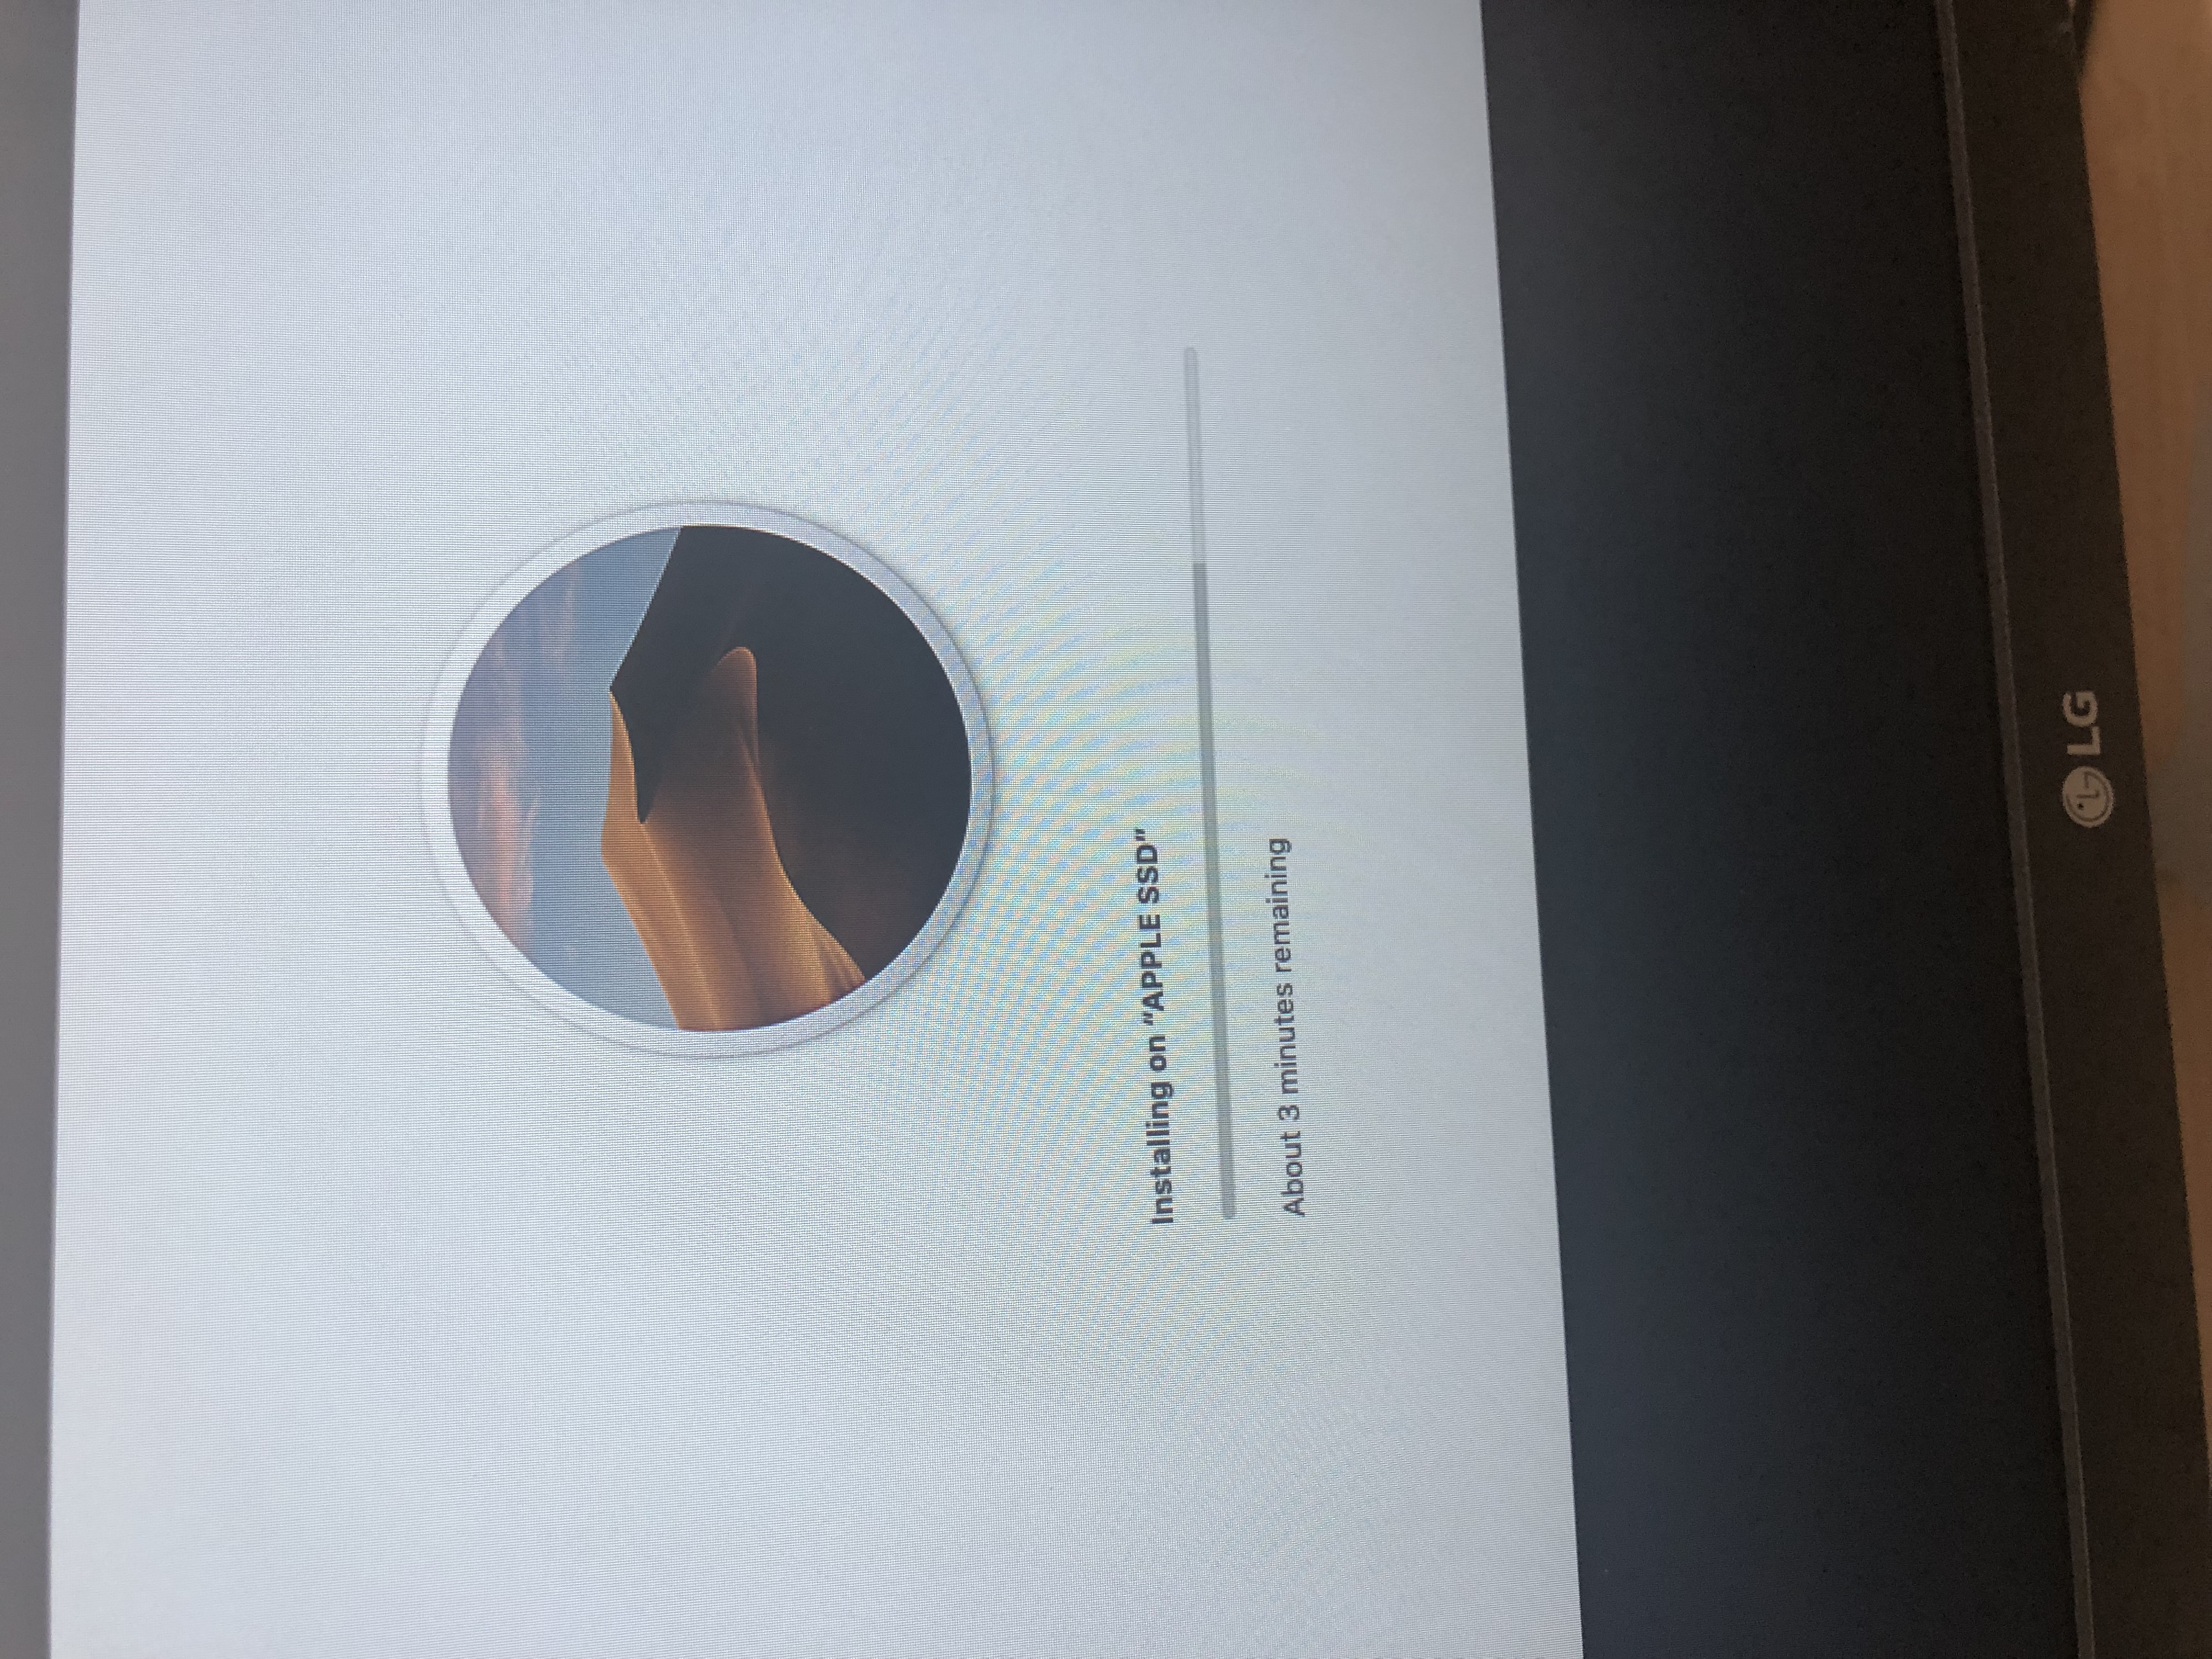 Installing on “APPLE SSD”
About 3 minutes remaining
LG